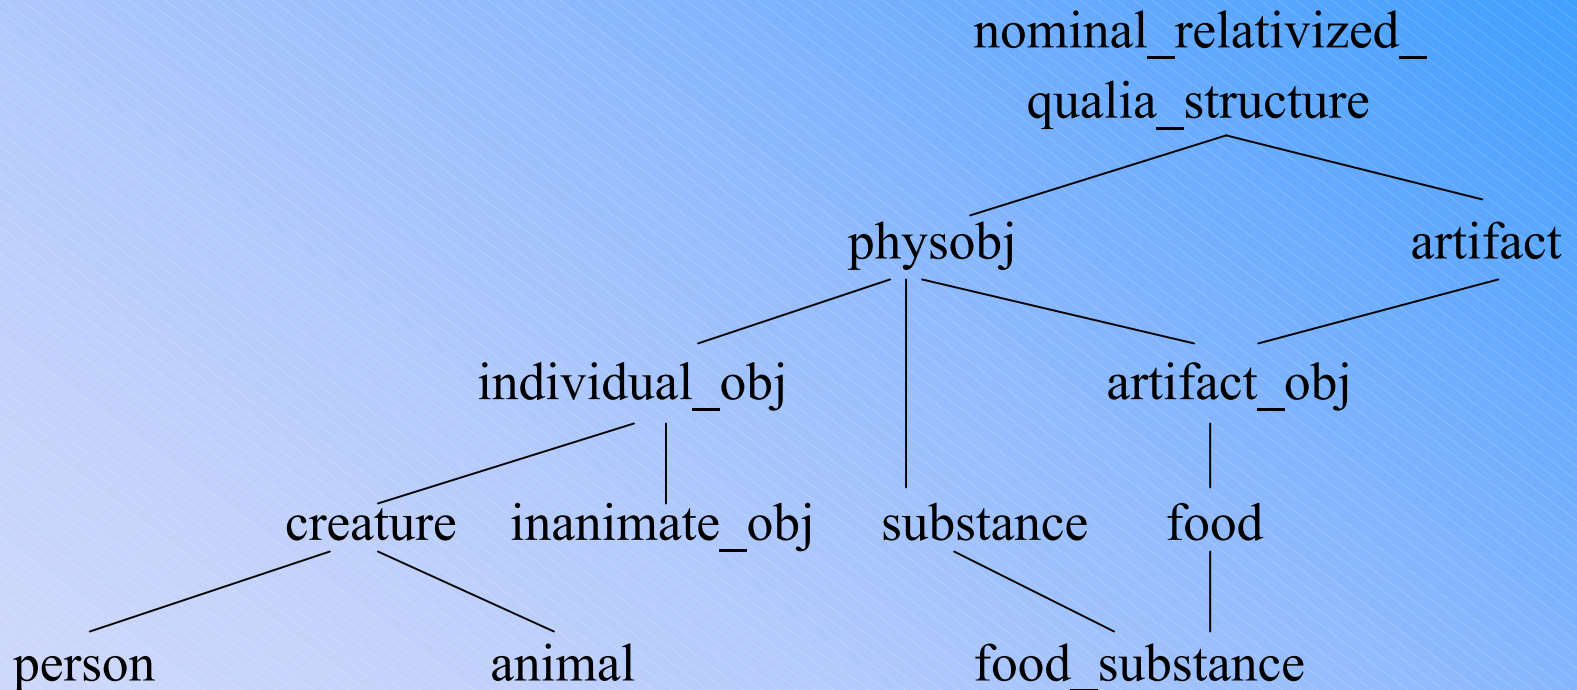 nominal_relativized_
qualia_structure
physobj artifact
individual_obj artifact_obj
creature inanimate_obj substance food
person animal food_substance